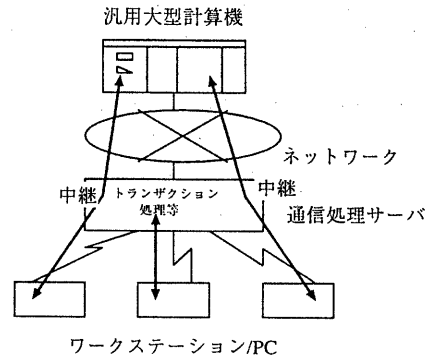 汎用大型計算機
ネットワーク
中継
トランザクション
処理等
中継
通信処理サーバ
ワークステーション/PC